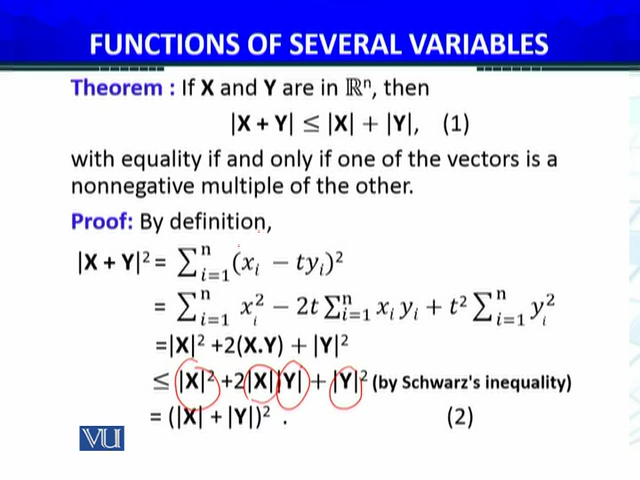 FUNCTIONS OF SEVERAL VARIABLES
Theorem : If X and Y are in ℝⁿ, then
|X + Y| ≤ |X| + |Y|, (1)
with equality if and only if one of the vectors is a
nonnegative multiple of the other.
Proof: By definition,
|X + Y|² = ∑ⁿᵢ₌₁ (xᵢ − tyᵢ)²
= ∑ⁿᵢ₌₁ xᵢ² − 2t ∑ⁿᵢ₌₁ xᵢ yᵢ + t² ∑ⁿᵢ₌₁ yᵢ²
=|X|² +2(X.Y) + |Y|²
≤ |X|² +2|X||Y| + |Y|² (by Schwarz's inequality)
= (|X| + |Y|)² . (2)
VU